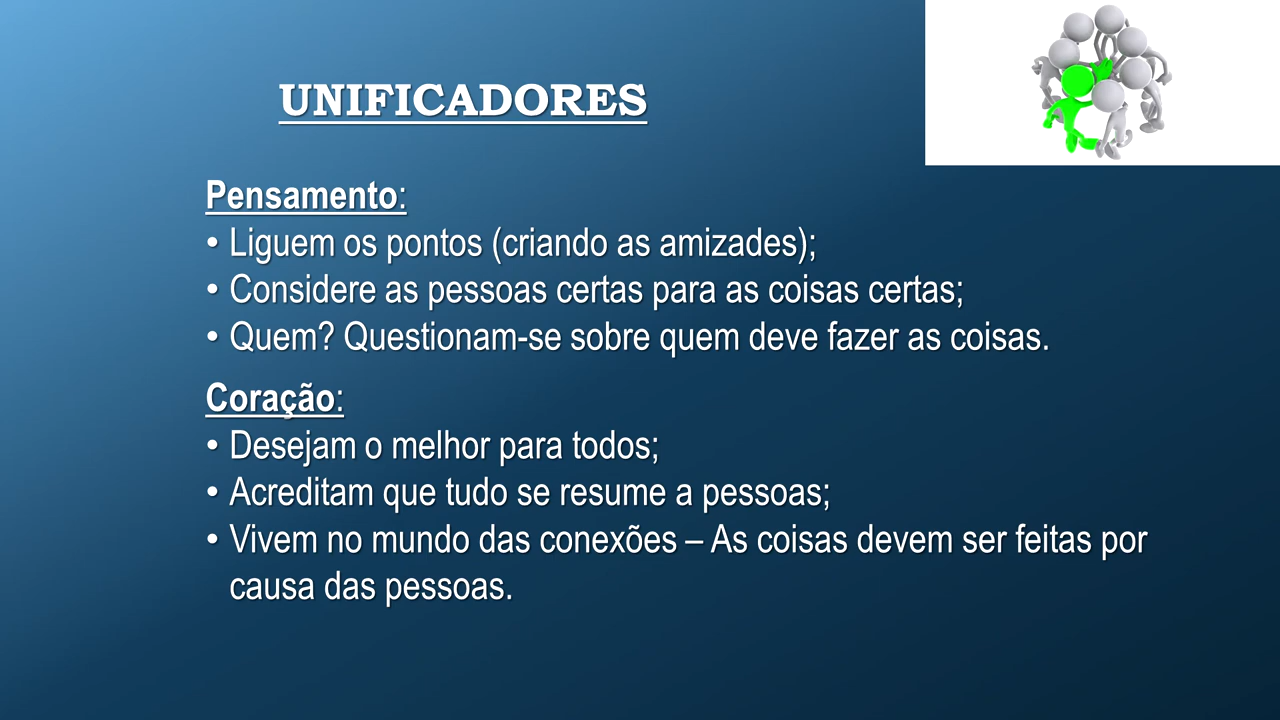 UNIFICADORES
Pensamento:
• Liguem os pontos (criando as amizades);
• Considere as pessoas certas para as coisas certas;
• Quem? Questionam-se sobre quem deve fazer as coisas.
Coração:
• Desejam o melhor para todos;
• Acreditam que tudo se resume a pessoas;
• Vivem no mundo das conexões – As coisas devem ser feitas por
causa das pessoas.